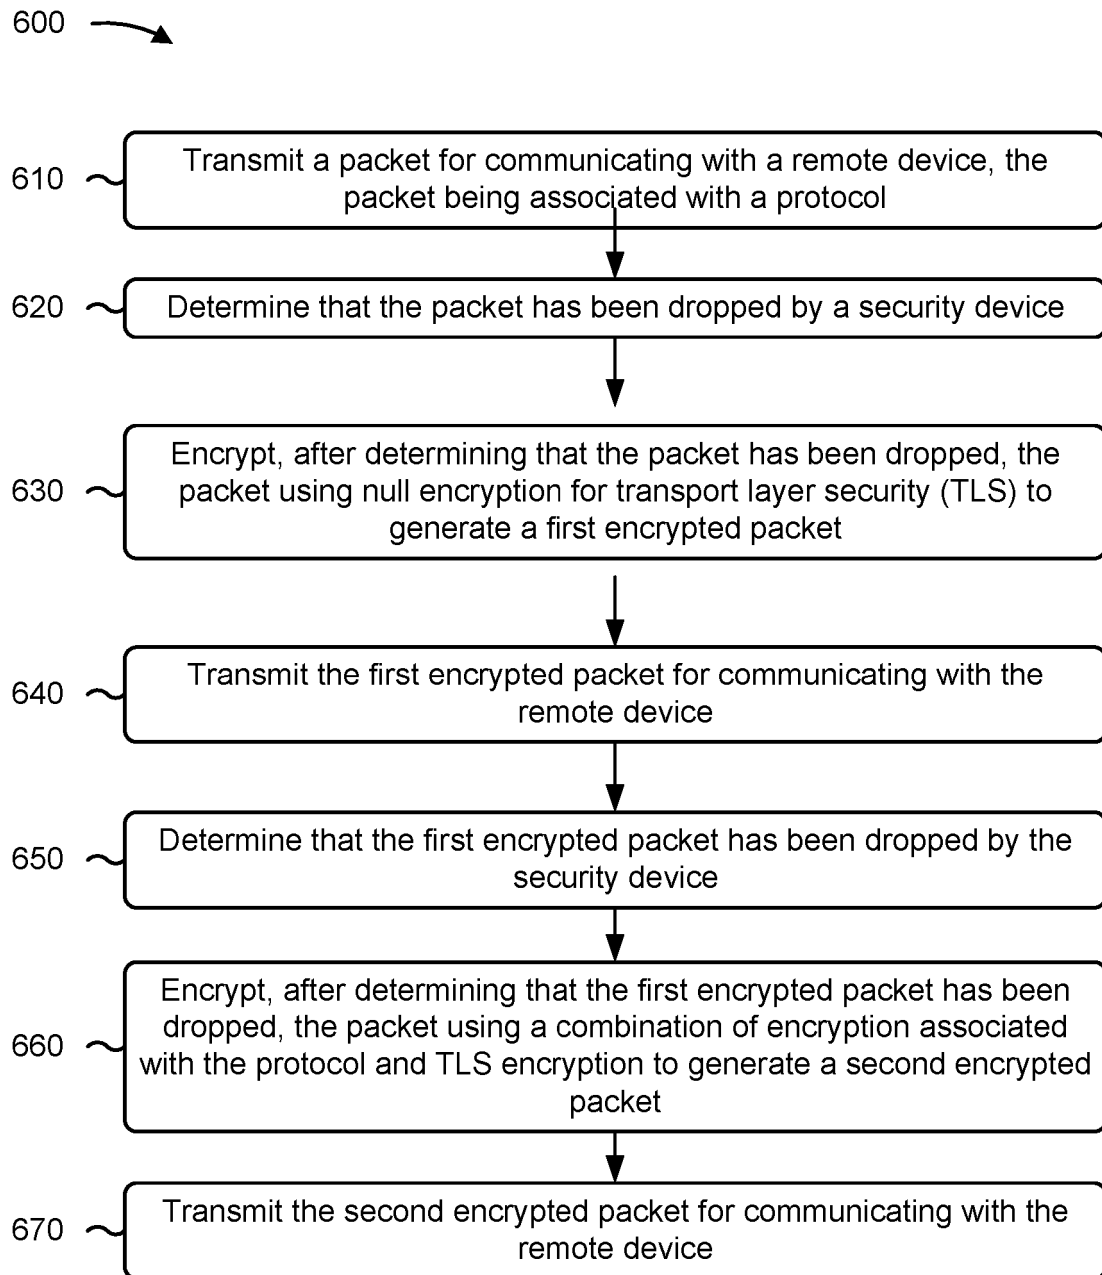 600
610
Transmit a packet for communicating with a remote device, the
packet being associated with a protocol
620
Determine that the packet has been dropped by a security device
630
Encrypt, after determining that the packet has been dropped, the
packet using null encryption for transport layer security (TLS) to
generate a first encrypted packet
640
Transmit the first encrypted packet for communicating with the
remote device
650
Determine that the first encrypted packet has been dropped by the
security device
660
Encrypt, after determining that the first encrypted packet has been
dropped, the packet using a combination of encryption associated
with the protocol and TLS encryption to generate a second encrypted
packet
670
Transmit the second encrypted packet for communicating with the
remote device